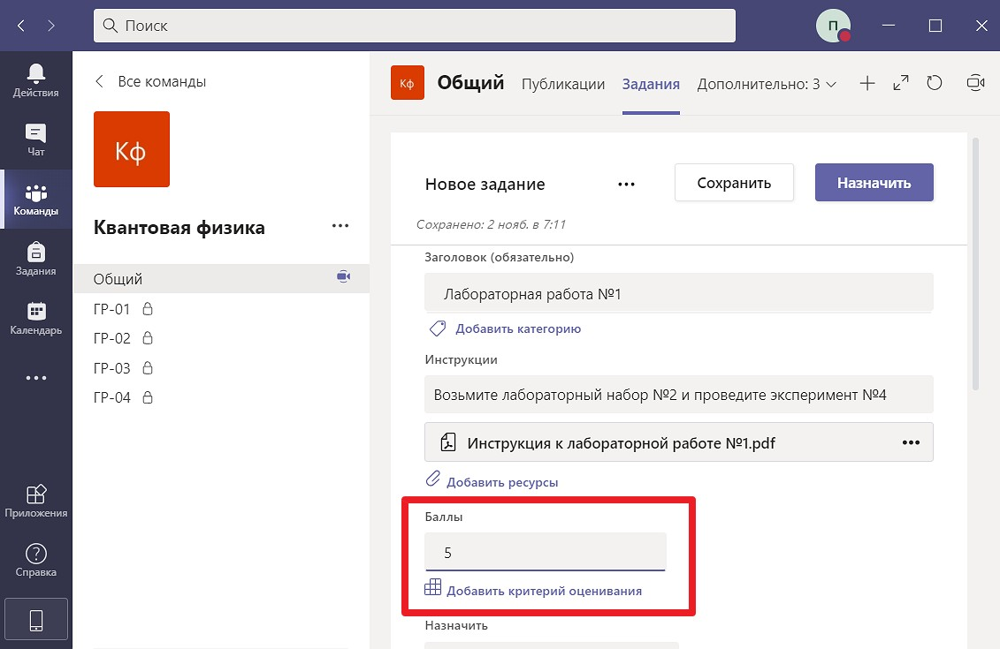 Поиск
П
Действия
Чат
Команды
Задания
Календарь
Приложения
Справка
Все команды
Кф
Квантовая физика
Общий
ГР-01
ГР-02
ГР-03
ГР-04
Кф
Общий
Публикации
Задания
Дополнительно: 3
Новое задание
Сохранить
Назначить
Сохранено: 2 нояб. в 7:11
Заголовок (обязательно)
Лабораторная работа №1
Добавить категорию
Инструкции
Возьмите лабораторный набор №2 и проведите эксперимент №4
Инструкция к лабораторной работе №1.pdf
Добавить ресурсы
Баллы
5
Добавить критерий оценивания
Назначить